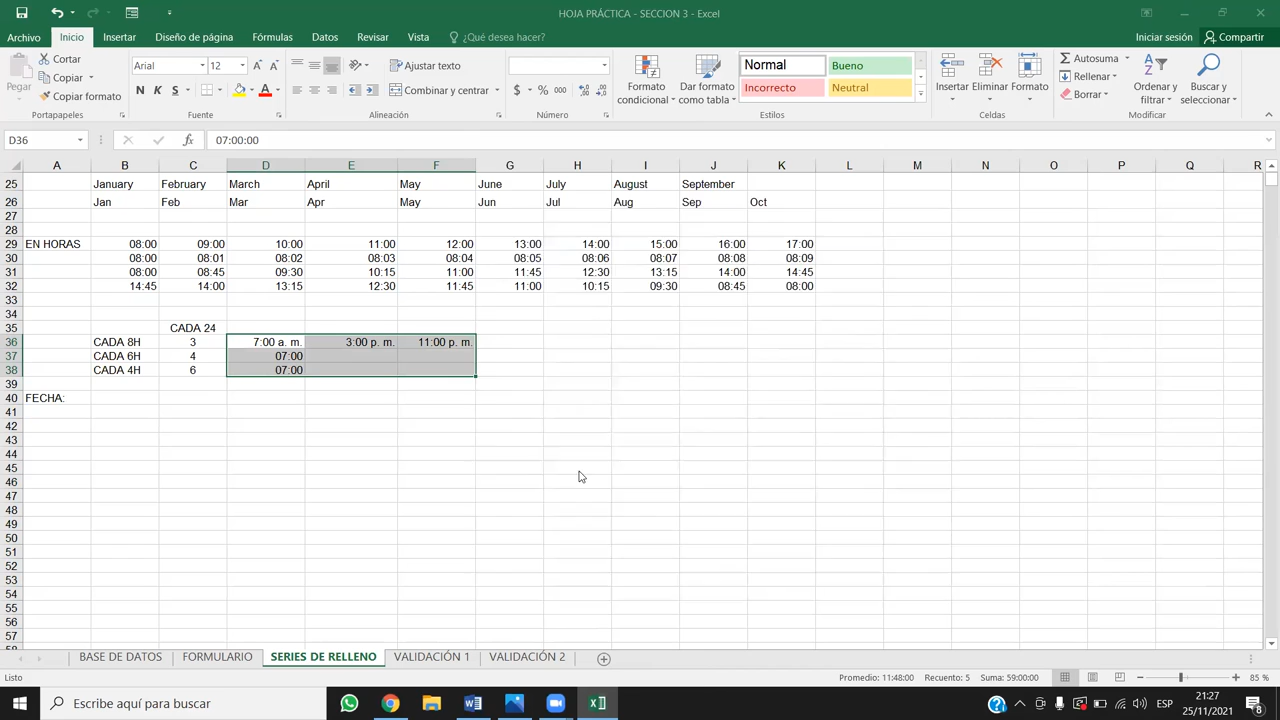 HOJA PRÁCTICA - SECCION 3 - Excel
Archivo Inicio Insertar Diseño de página Fórmulas Datos Revisar Vista ¿Qué desea hacer? Iniciar sesión Compartir
Pegar Cortar Copiar Copiar formato Portapapeles
Arial 12 N K S Fuente
Ajustar texto Combinar y centrar Alineación
$ % 000 Número
Formato condicional Dar formato como tabla Normal Bueno Incorrecto Neutral Estilos
Insertar Eliminar Formato Celdas
Autosuma Rellenar Borrar Ordenar y filtrar Buscar y seleccionar Modificar
D36 fx 07:00:00
A B C D E F G H I J K L M N O P Q R
25 January February March April May June July August September
26 Jan Feb Mar Apr May Jun Jul Aug Sep Oct
27
28
29 EN HORAS 08:00 09:00 10:00 11:00 12:00 13:00 14:00 15:00 16:00 17:00
30 08:00 08:01 08:02 08:03 08:04 08:05 08:06 08:07 08:08 08:09
31 08:00 08:45 09:30 10:15 11:00 11:45 12:30 13:15 14:00 14:45
32 14:45 14:00 13:15 12:30 11:45 11:00 10:15 09:30 08:45 08:00
33
34
35 CADA 24
36 CADA 8H 3 7:00 a. m. 3:00 p. m. 11:00 p. m.
37 CADA 6H 4 07:00
38 CADA 4H 6 07:00
39
40 FECHA:
41
42
43
44
45
46
47
48
49
50
51
52
53
54
55
56
57
BASE DE DATOS FORMULARIO SERIES DE RELLENO VALIDACIÓN 1 VALIDACIÓN 2
Listo Promedio: 11:48:00 Recuento: 5 Suma: 59:00:00 85 %
Escribe aquí para buscar ESP 21:27
25/11/2021 8